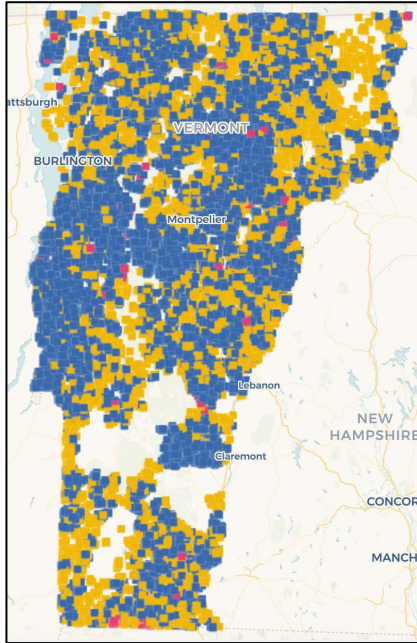 attsburgh
VERMONT
BURLINGTON
Montpelier
Lebanon
NEW
HAMPSHIRE
Claremont
CONCOR
MANCH